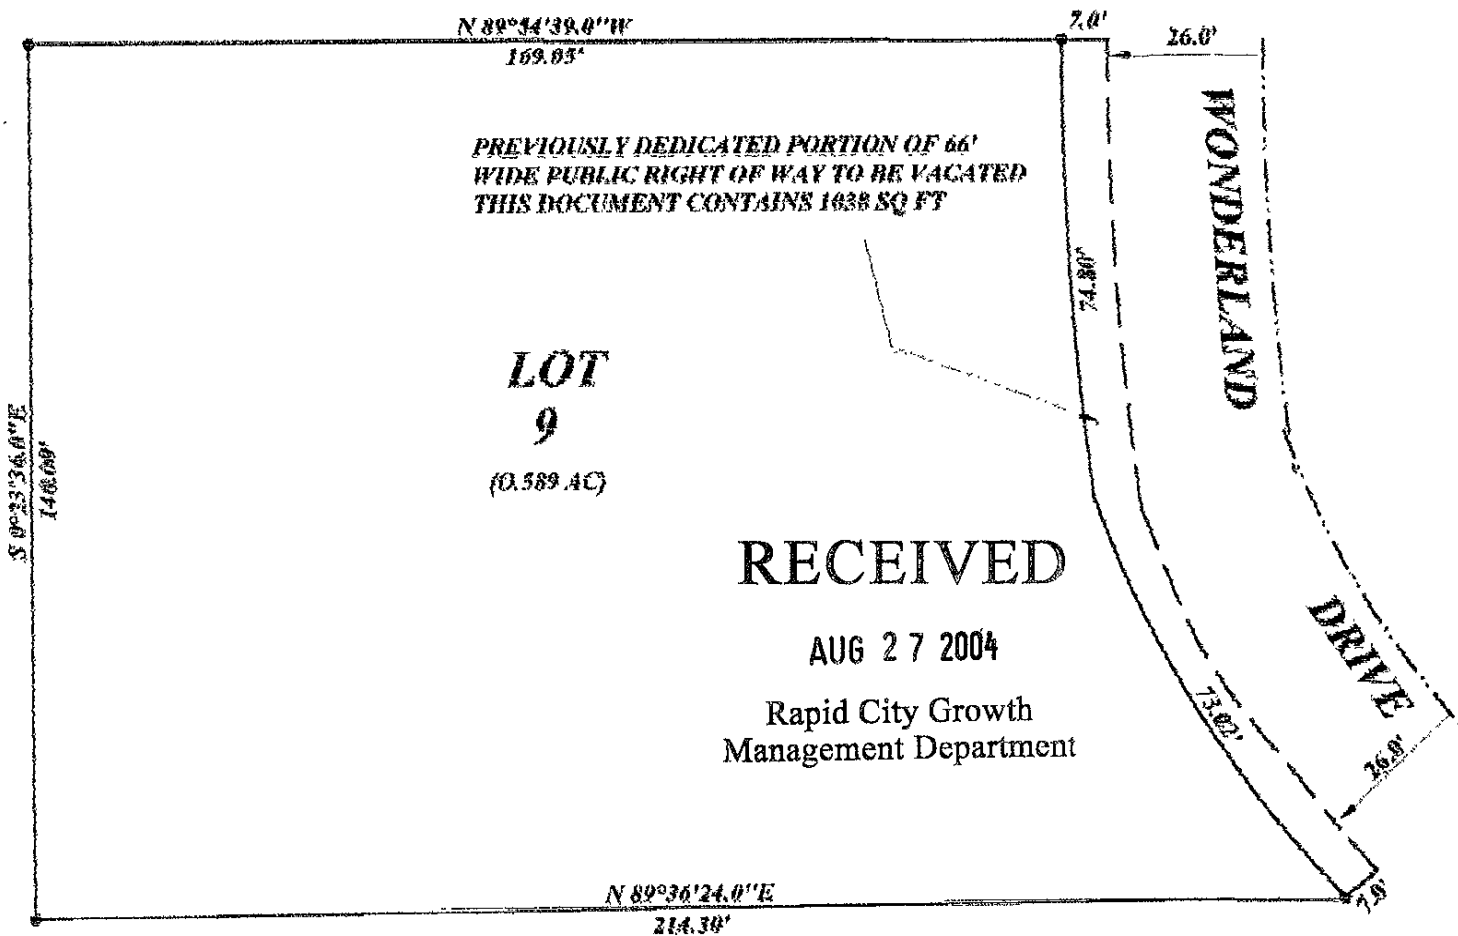 N 89°54'39.0"W
169.05'
7.0'
26.0'
PREVIOUSLY DEDICATED PORTION OF 66'
WIDE PUBLIC RIGHT OF WAY TO BE VACATED
THIS DOCUMENT CONTAINS 1038 SQ FT
WONDERLAND
74.80'
LOT
9
(0.589 AC)
S 0°23'36.0"E
140.09'
RECEIVED
AUG 27 2004
Rapid City Growth
Management Department
DRIVE
73.02'
26.0'
N 89°36'24.0"E
214.30'
7.0'